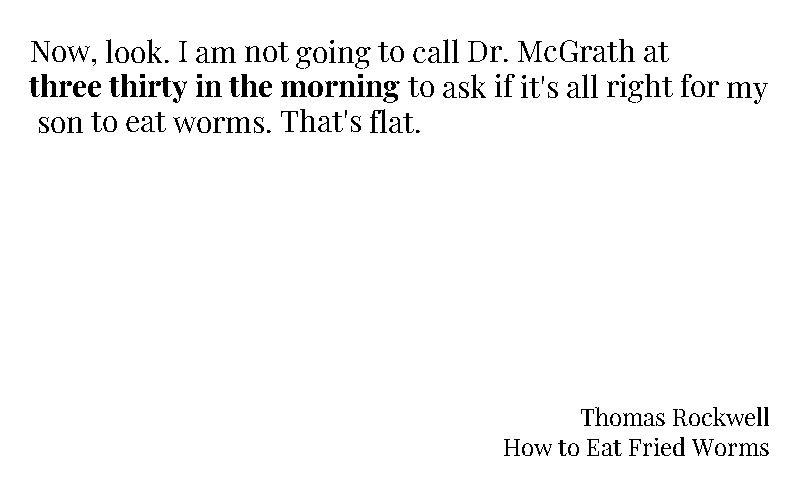 Now, look. I am not going to call Dr. McGrath at
three thirty in the morning to ask if it's all right for my
son to eat worms. That's flat.
Thomas Rockwell
How to Eat Fried Worms